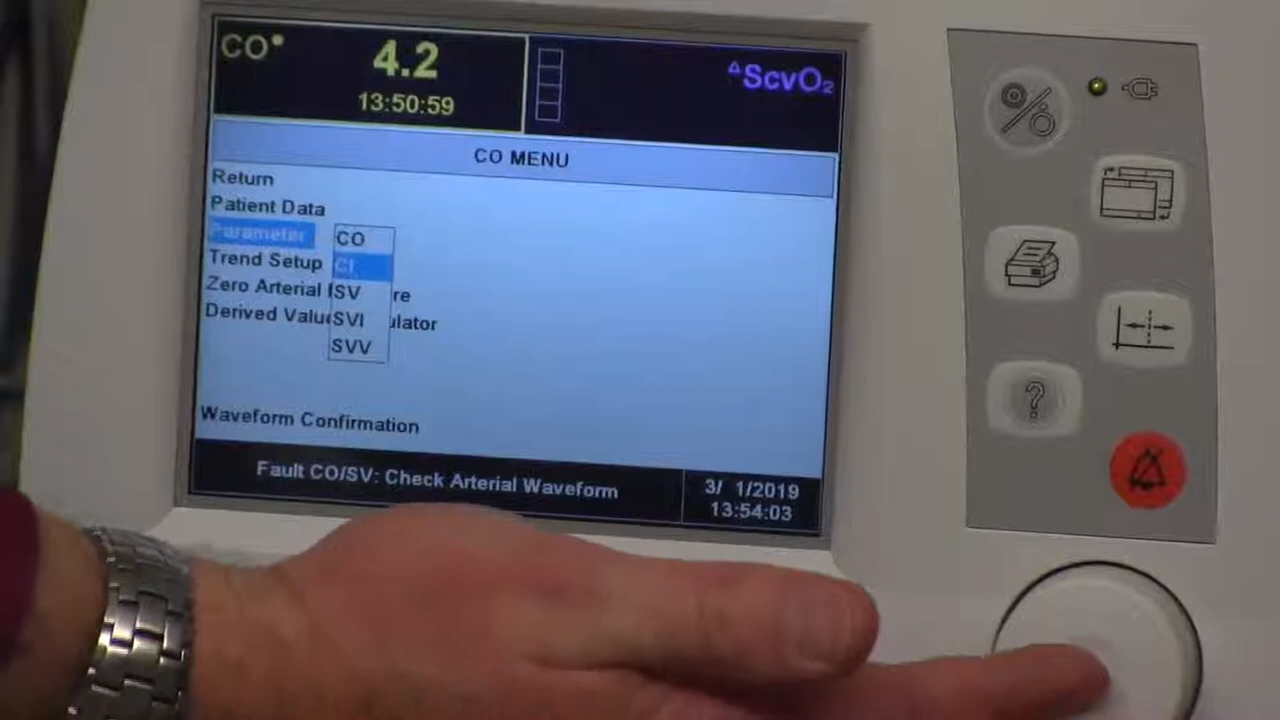 CO
4.2
13:50:59
ΔScvO₂
CO MENU
Return
Patient Data
Parameter
CO
CI
Trend Setup
SV
Zero Arterial
re
SVI
Derived Valu
ulator
SVV
Waveform Confirmation
Fault CO/SV: Check Arterial Waveform
3/ 1/2019
13:54:03
?